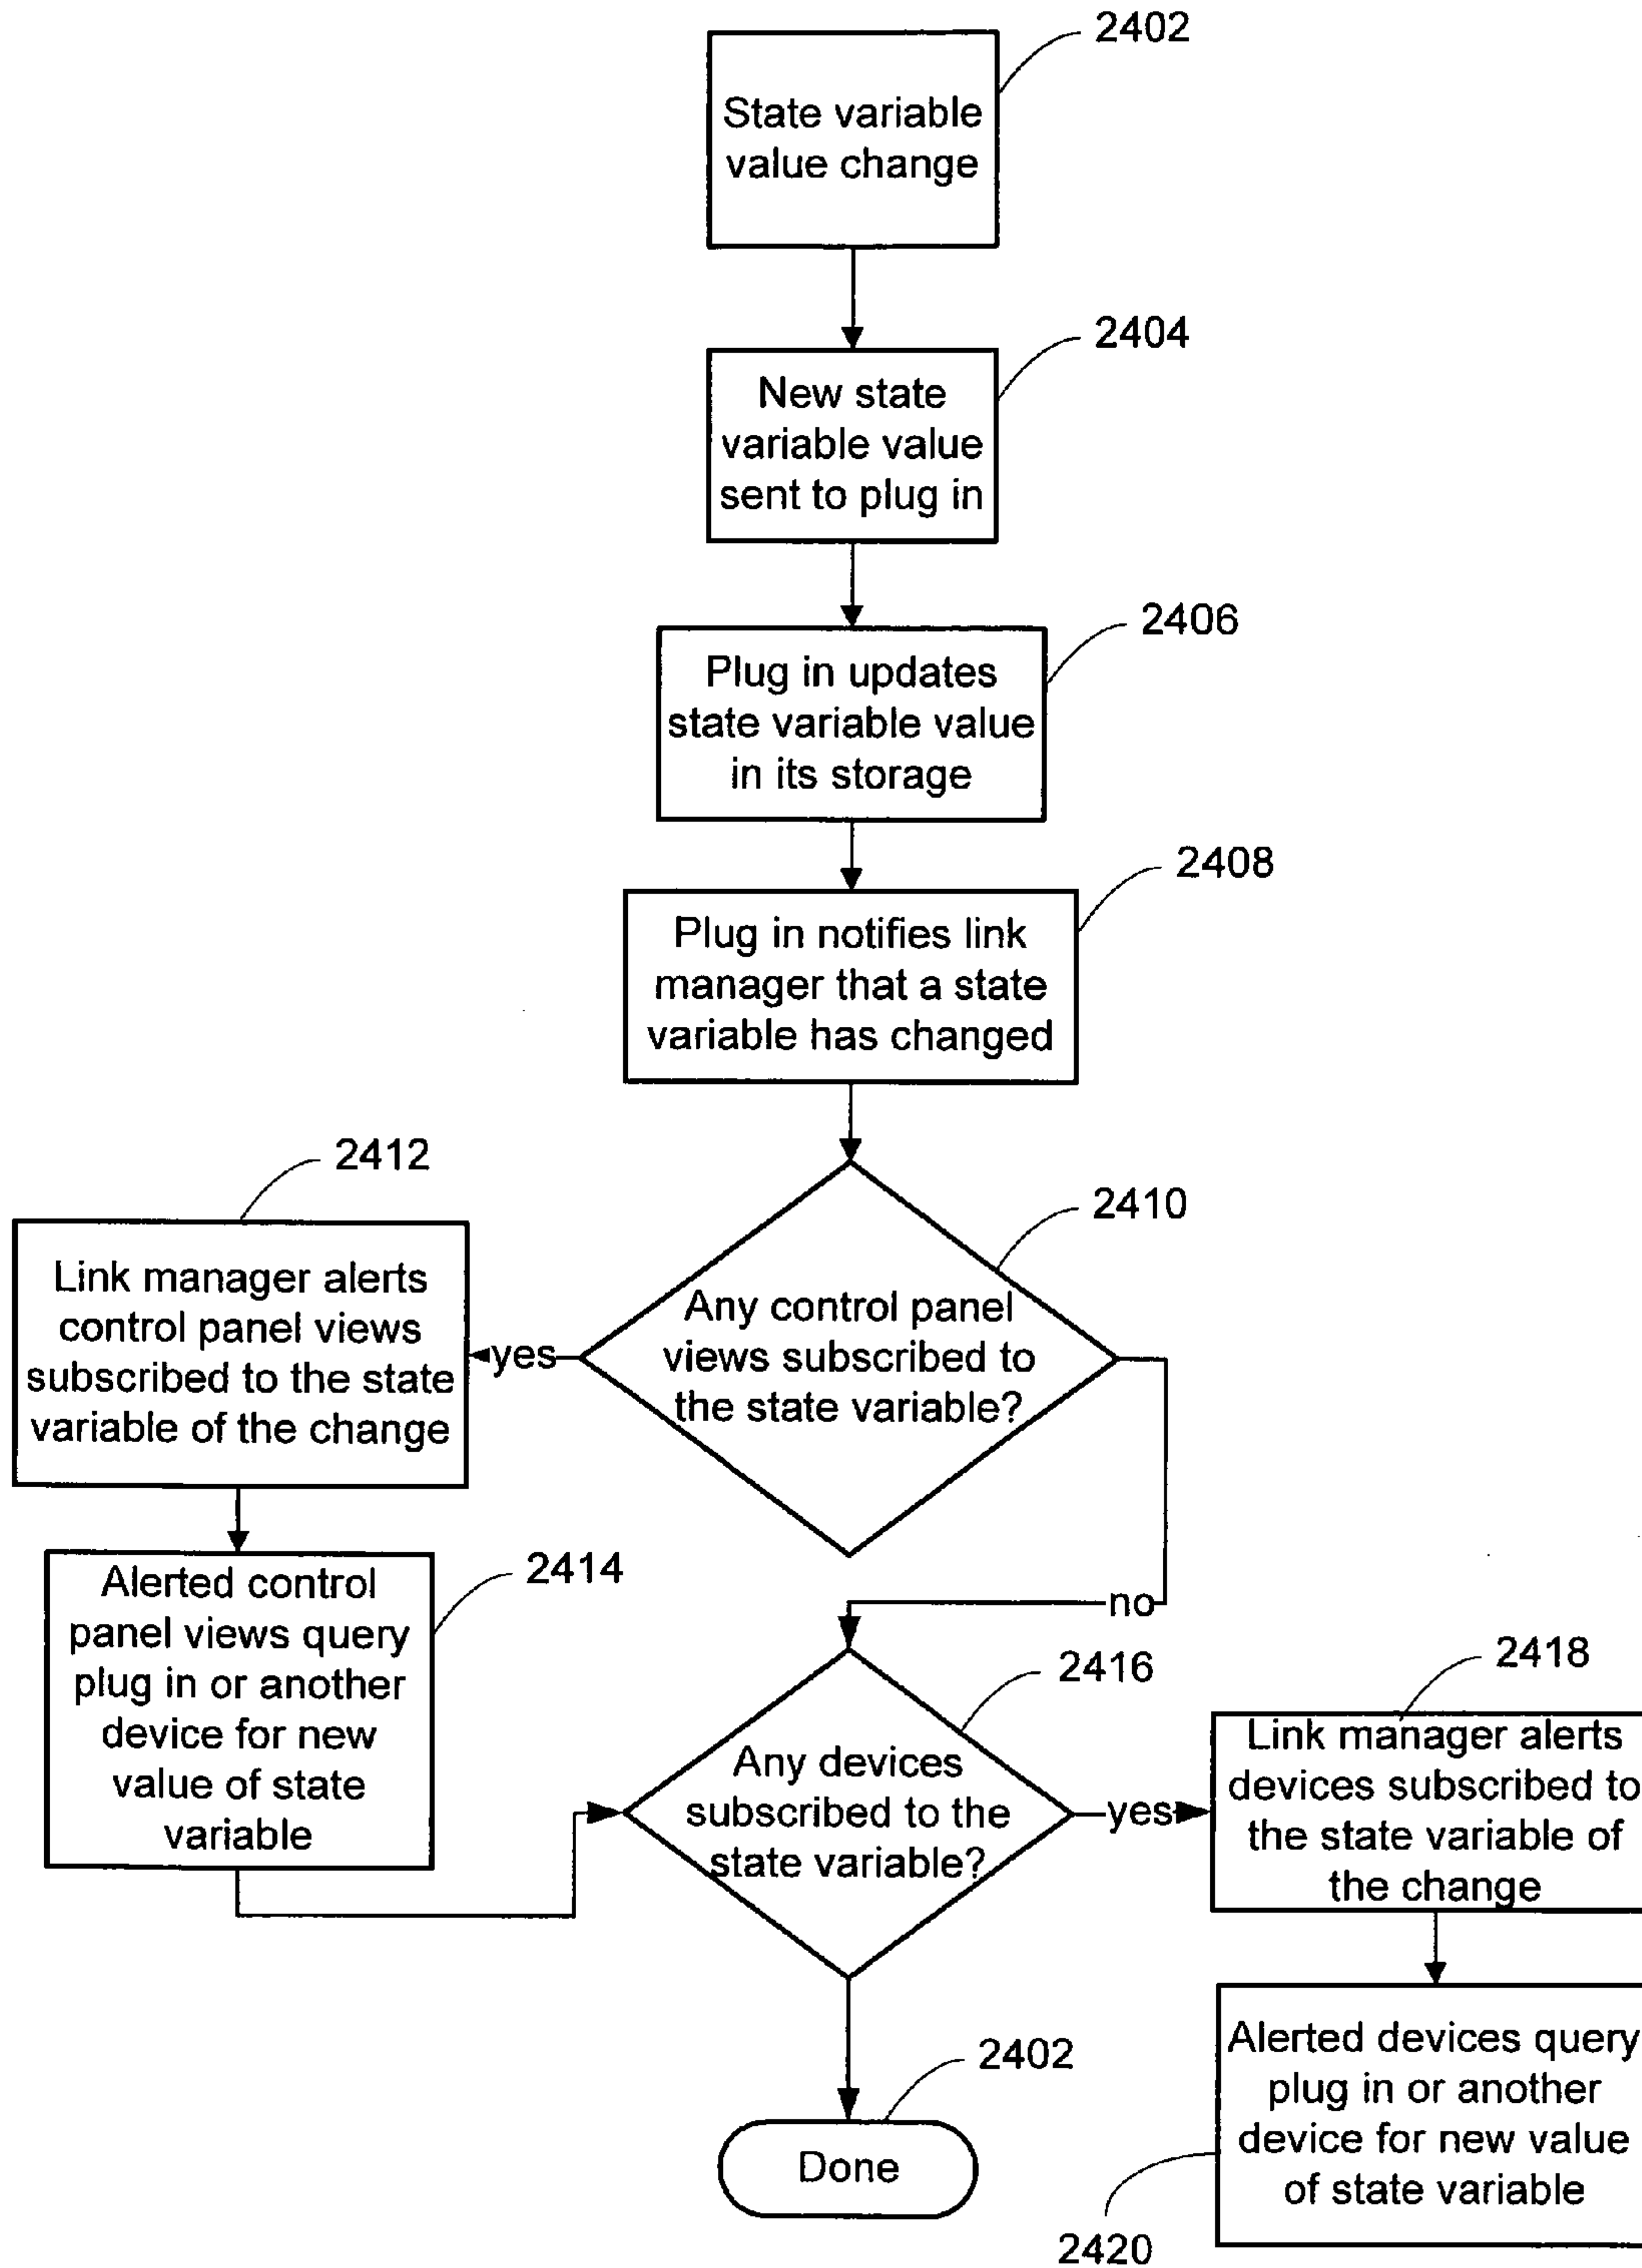 2402
State variable
value change
2404
New state
variable value
sent to plug in
2406
Plug in updates
state variable value
in its storage
2408
Plug in notifies link
manager that a state
variable has changed
2410
Any control panel
views subscribed to
the state variable?
yes
no
2412
Link manager alerts
control panel views
subscribed to the state
variable of the change
2414
Alerted control
panel views query
plug in or another
device for new
value of state
variable
2416
Any devices
subscribed to the
state variable?
yes
2418
Link manager alerts
devices subscribed to
the state variable of
the change
2420
Alerted devices query
plug in or another
device for new value
of state variable
2402
Done